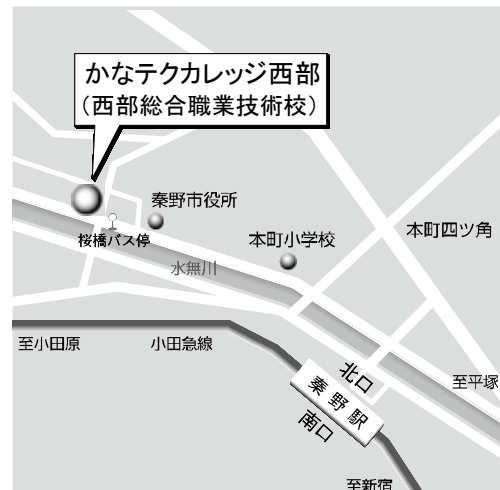 かなテクカレッジ西部
(西部総合職業技術校)
秦野市役所
桜橋バス停
本町小学校
本町四ツ角
水無川
至小田原
小田急線
北口
至平塚
秦野駅
南口
至新宿